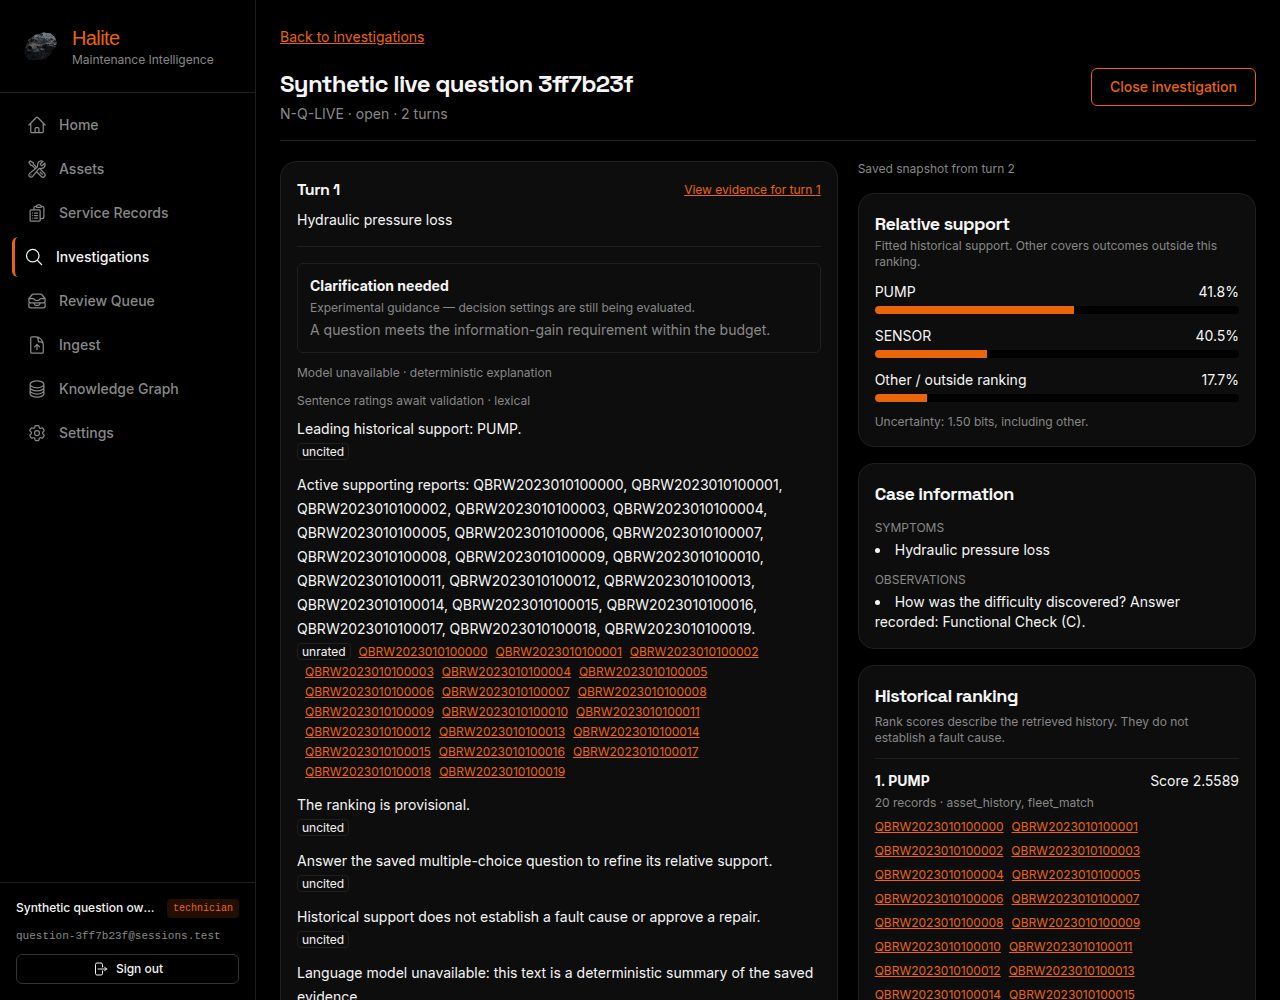 Halite
Maintenance Intelligence
Home
Assets
Service Records
Investigations
Review Queue
Ingest
Knowledge Graph
Settings
Synthetic question ow...
technician
question-3ff7b23f@sessions.test
Sign out
Back to investigations
Synthetic live question 3ff7b23f
N-Q-LIVE · open · 2 turns
Close investigation
Turn 1
View evidence for turn 1
Hydraulic pressure loss
Clarification needed
Experimental guidance — decision settings are still being evaluated.
A question meets the information-gain requirement within the budget.
Model unavailable · deterministic explanation
Sentence ratings await validation · lexical
Leading historical support: PUMP.
uncited
Active supporting reports: QBRW2023010100000, QBRW2023010100001,
QBRW2023010100002, QBRW2023010100003, QBRW2023010100004,
QBRW2023010100005, QBRW2023010100006, QBRW2023010100007,
QBRW2023010100008, QBRW2023010100009, QBRW2023010100010,
QBRW2023010100011, QBRW2023010100012, QBRW2023010100013,
QBRW2023010100014, QBRW2023010100015, QBRW2023010100016,
QBRW2023010100017, QBRW2023010100018, QBRW2023010100019.
unrated QBRW2023010100000 QBRW2023010100001 QBRW2023010100002
QBRW2023010100003 QBRW2023010100004 QBRW2023010100005
QBRW2023010100006 QBRW2023010100007 QBRW2023010100008
QBRW2023010100009 QBRW2023010100010 QBRW2023010100011
QBRW2023010100012 QBRW2023010100013 QBRW2023010100014
QBRW2023010100015 QBRW2023010100016 QBRW2023010100017
QBRW2023010100018 QBRW2023010100019
The ranking is provisional.
uncited
Answer the saved multiple-choice question to refine its relative support.
uncited
Historical support does not establish a fault cause or approve a repair.
uncited
Language model unavailable: this text is a deterministic summary of the saved
evidence.
Saved snapshot from turn 2
Relative support
Fitted historical support. Other covers outcomes outside this
ranking.
PUMP 41.8%
SENSOR 40.5%
Other / outside ranking 17.7%
Uncertainty: 1.50 bits, including other.
Case information
SYMPTOMS
• Hydraulic pressure loss
OBSERVATIONS
• How was the difficulty discovered? Answer
recorded: Functional Check (C).
Historical ranking
Rank scores describe the retrieved history. They do not
establish a fault cause.
1. PUMP Score 2.5589
20 records · asset_history, fleet_match
QBRW2023010100000 QBRW2023010100001
QBRW2023010100002 QBRW2023010100003
QBRW2023010100004 QBRW2023010100005
QBRW2023010100006 QBRW2023010100007
QBRW2023010100008 QBRW2023010100009
QBRW2023010100010 QBRW2023010100011
QBRW2023010100012 QBRW2023010100013
QBRW2023010100014 QBRW2023010100015